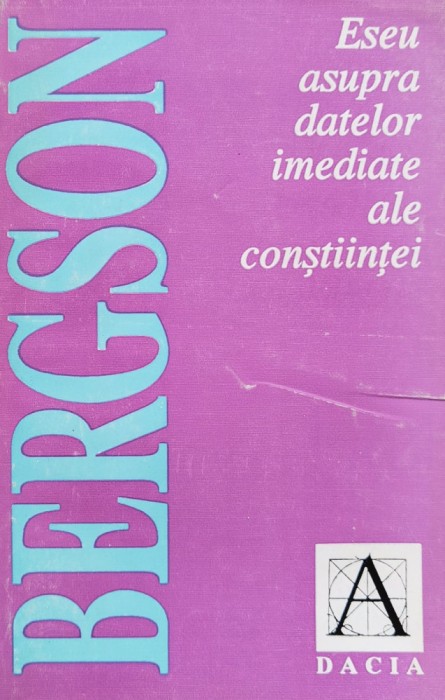 BERGSON
Eseu
asupra
datelor
imediate
ale
conștiinței
A
DACIA